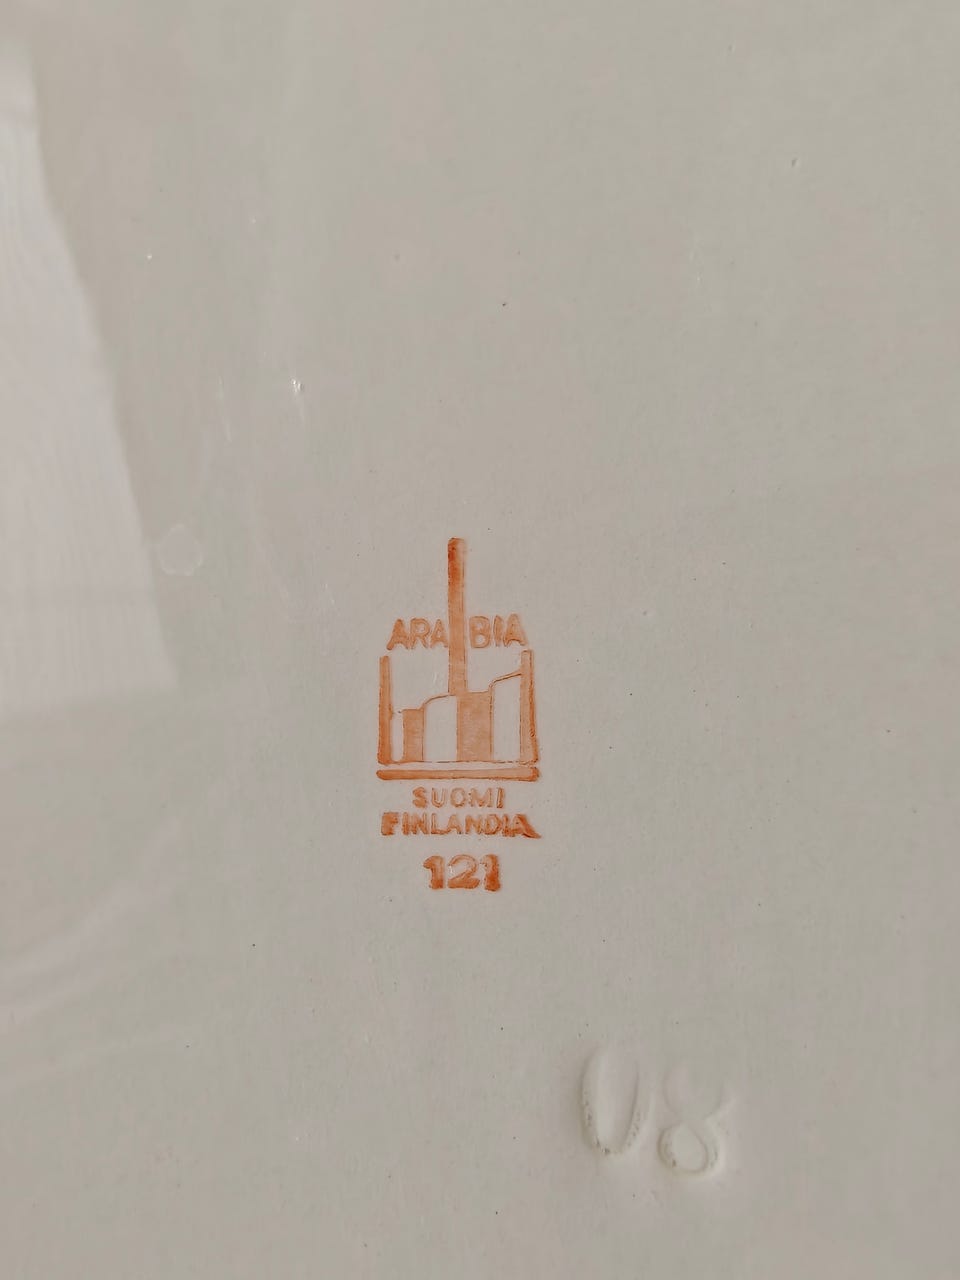 ARABIA
SUOMI
FINLANDIA
121
08